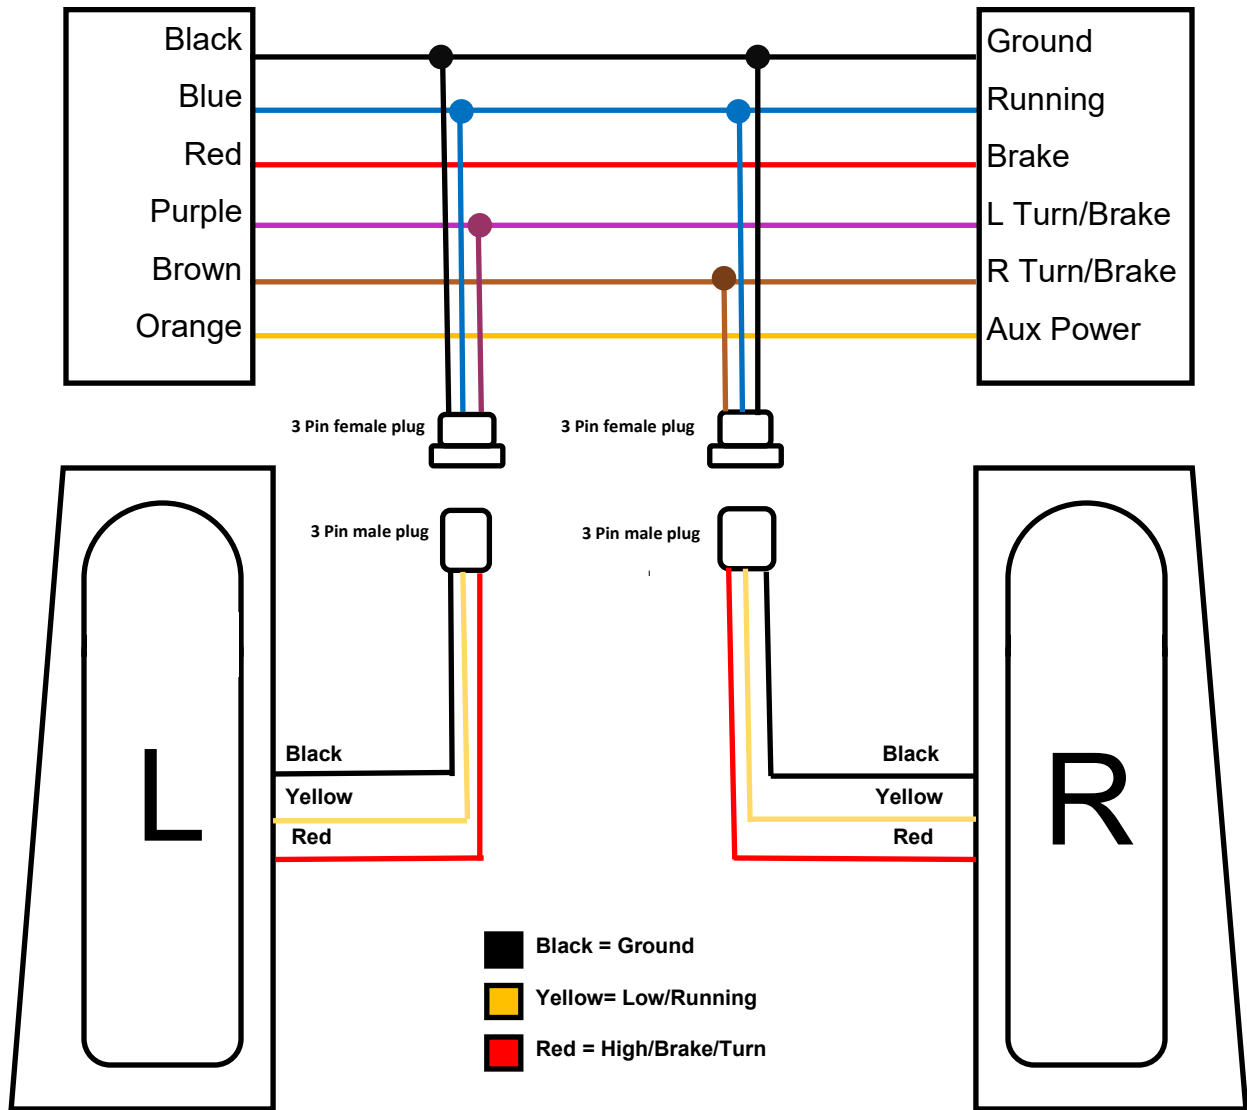 Black
Blue
Red
Purple
Brown
Orange
Ground
Running
Brake
L Turn/Brake
R Turn/Brake
Aux Power
3 Pin female plug
3 Pin female plug
3 Pin male plug
3 Pin male plug
L
Black
Yellow
Red
Black
Yellow
Red
R
Black = Ground
Yellow= Low/Running
Red = High/Brake/Turn